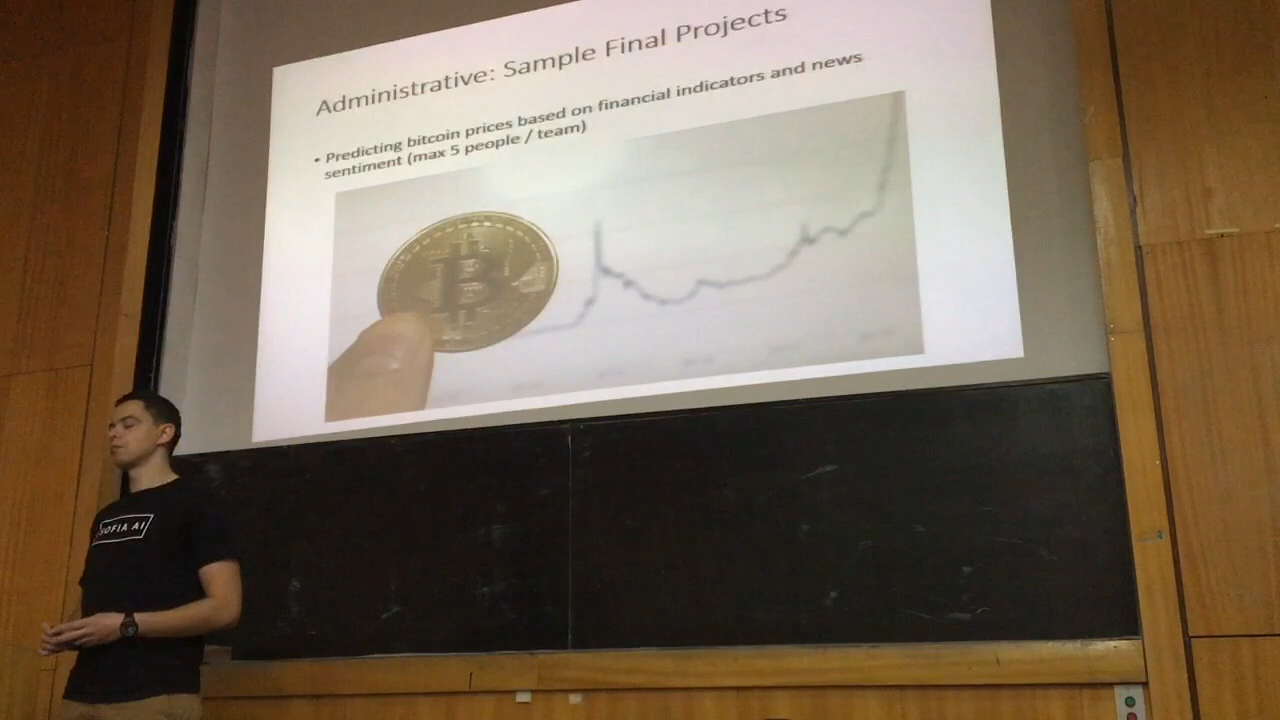 Administrative: Sample Final Projects
• Predicting bitcoin prices based on financial indicators and news
sentiment (max 5 people / team)
SOFIA AI